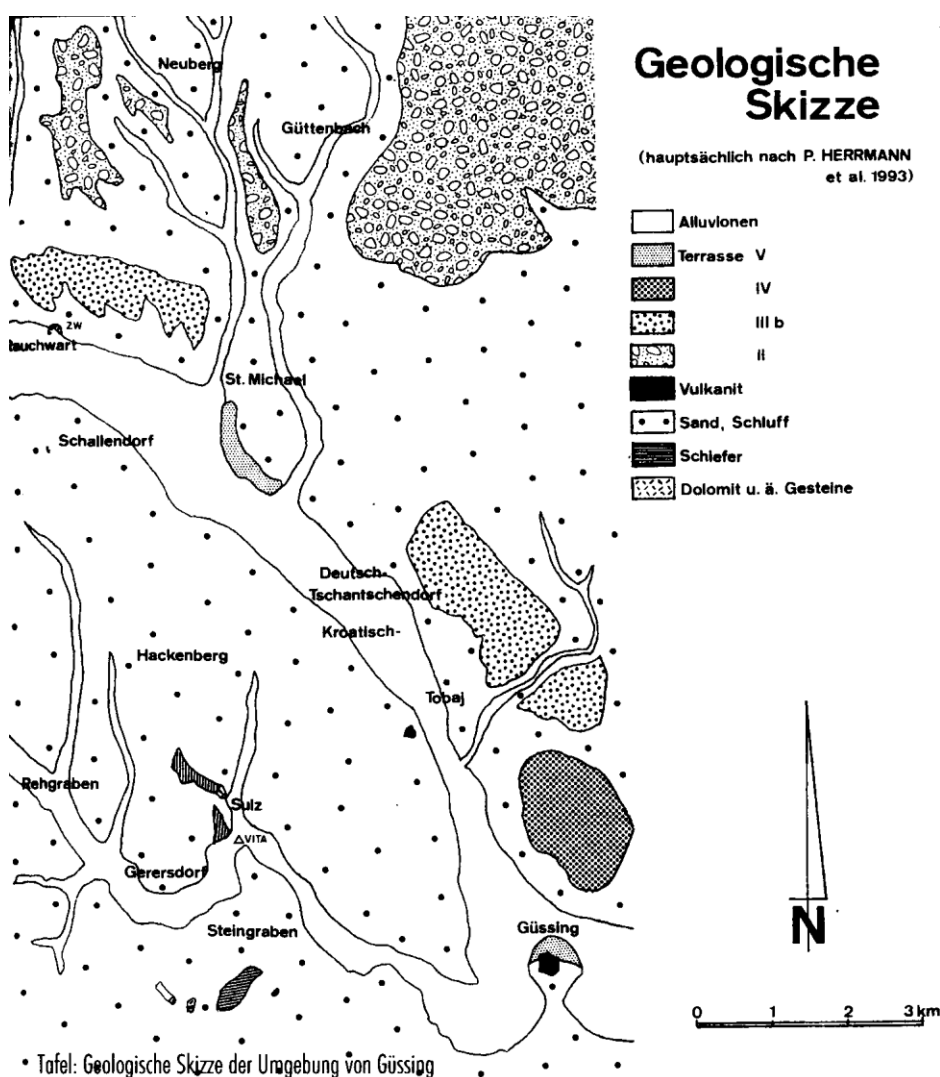 Geologische
Skizze
(hauptsächlich nach P. HERRMANN
et al. 1993)
Alluvionen
Terrasse V
IV
III b
II
Vulkanit
Sand, Schluff
Schiefer
Dolomit u. ä. Gesteine
Neuberg
Güttenbach
ZW
Rauchwart
St. Michael
Schallendorf
Deutsch-
Tschantschendorf
Kroatisch-
Hackenberg
Tobaj
Rehgraben
Sulz
VITA
Gerersdorf
Steingraben
Güssing
N
0 1 2 3 km
• Tafel: Geologische Skizze der Umgebung von Güssing